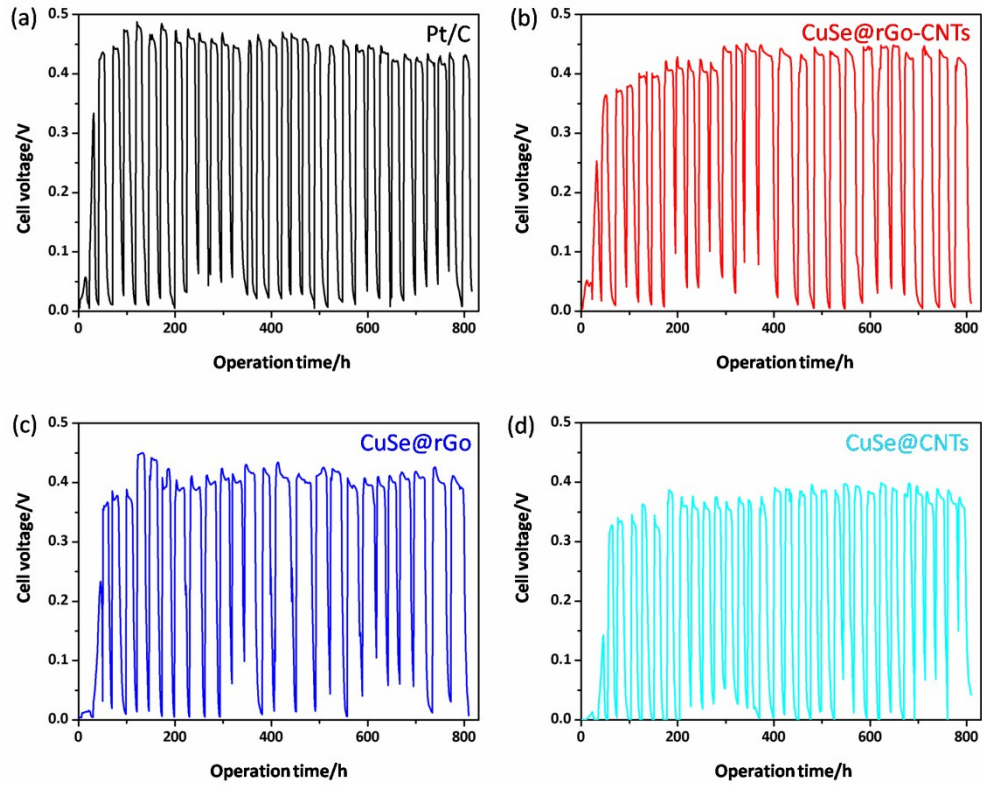 (a)
Pt/C
0.5
0.4
0.3
0.2
0.1
0.0
Cell voltage/V
0 200 400 600 800
Operation time/h
(b)
CuSe@rGo-CNTs
0.5
0.4
0.3
0.2
0.1
0.0
Cell voltage/V
0 200 400 600 800
Operation time/h
(c)
CuSe@rGo
0.5
0.4
0.3
0.2
0.1
0.0
Cell voltage/V
0 200 400 600 800
Operation time/h
(d)
CuSe@CNTs
0.5
0.4
0.3
0.2
0.1
0.0
Cell voltage/V
0 200 400 600 800
Operation time/h